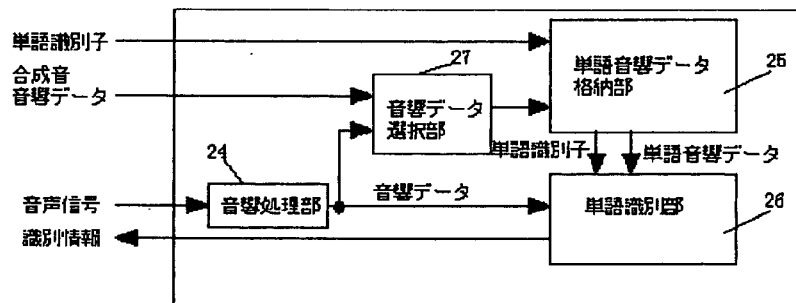 単語識別子
合成音
音響データ
27
音響データ
選択部
単語音響データ
格納部
25
単語識別子
単語音響データ
24
音声信号
音響処理部
音響データ
単語識別部
26
識別情報